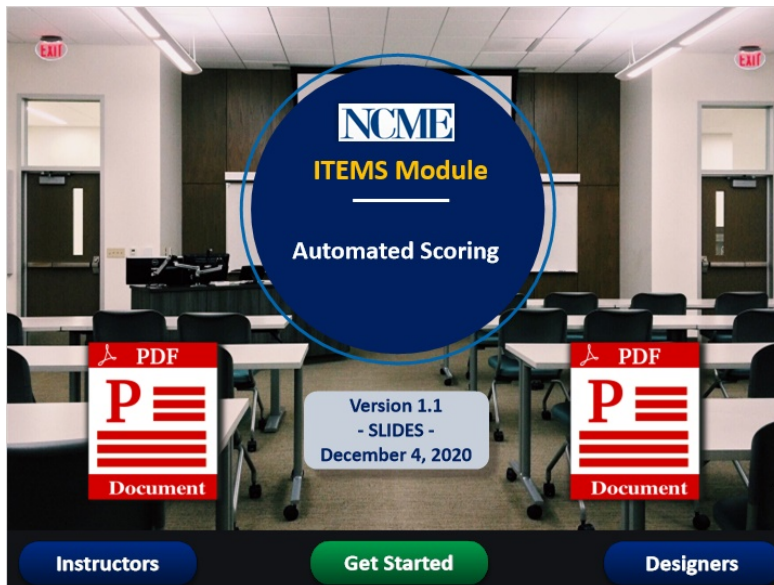 EXIT
EXIT
NCME
ITEMS Module
Automated Scoring
PDF
P
Document
PDF
P
Document
Version 1.1
- SLIDES -
December 4, 2020
Instructors
Get Started
Designers